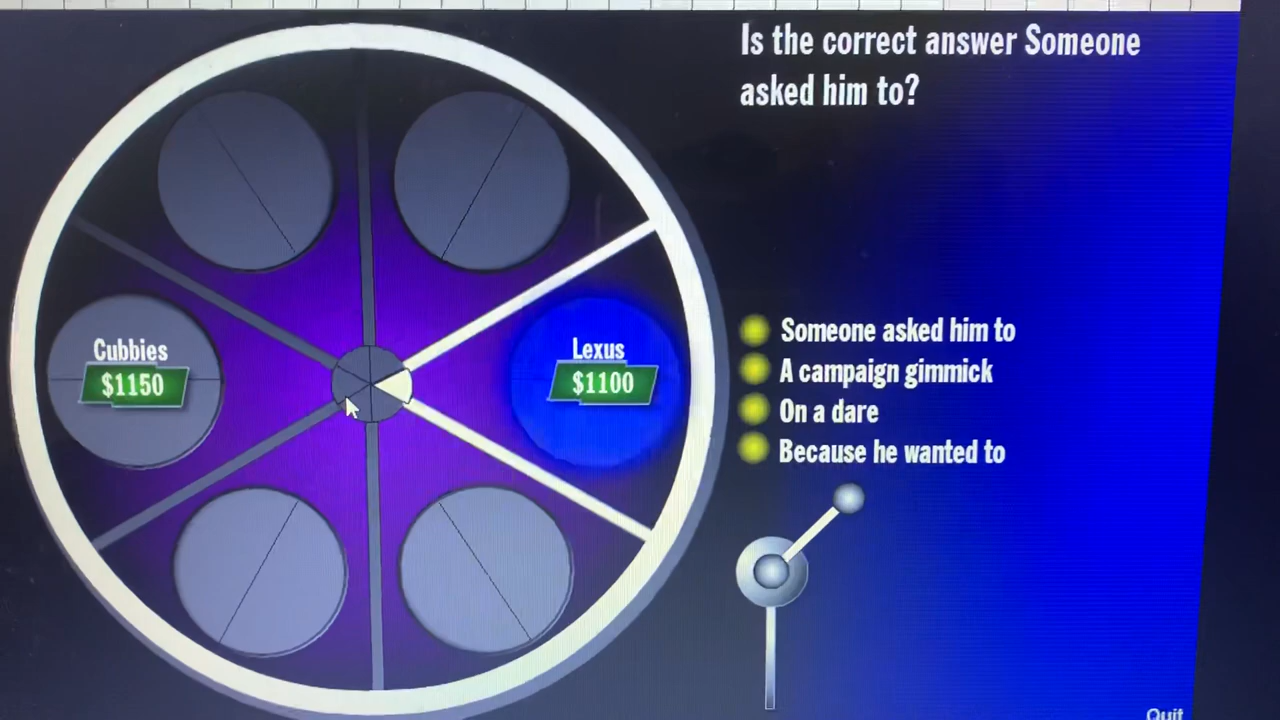 Is the correct answer Someone
asked him to?
Cubbies
$1150
Lexus
$1100
Someone asked him to
A campaign gimmick
On a dare
Because he wanted to
Quit